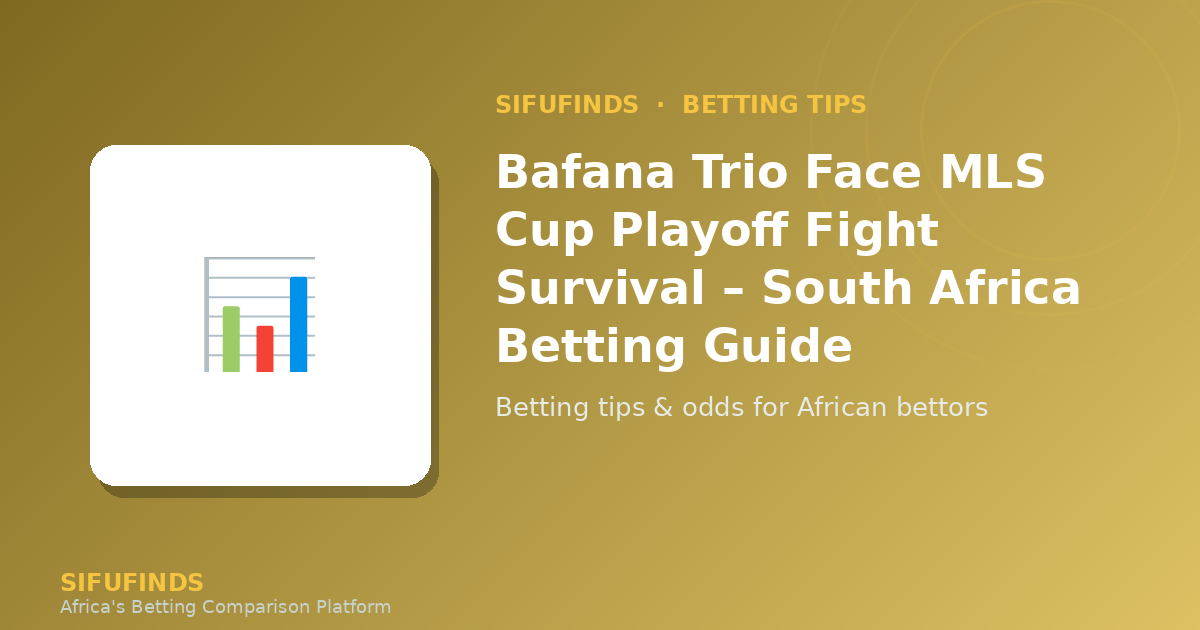 SIFUFINDS · BETTING TIPS
Bafana Trio Face MLS
Cup Playoff Fight
Survival – South Africa
Betting Guide
Betting tips & odds for African bettors
SIFUFINDS
Africa's Betting Comparison Platform